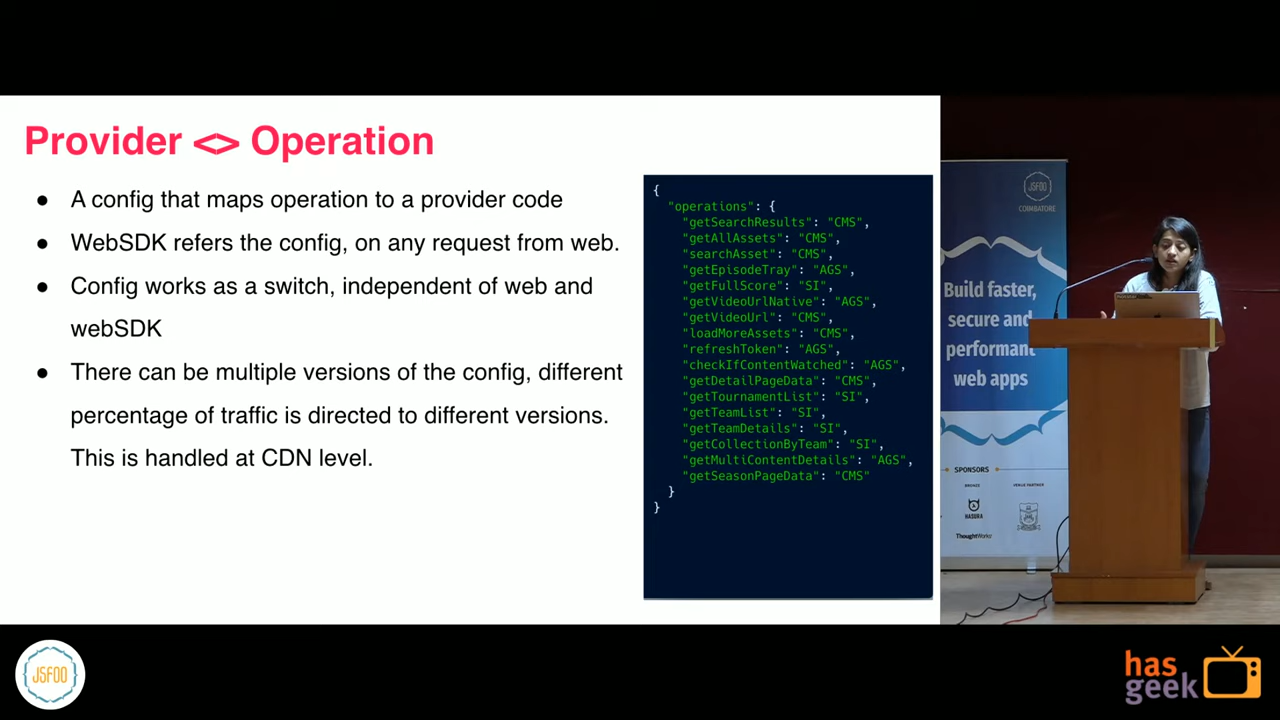 Provider <> Operation
● A config that maps operation to a provider code
● WebSDK refers the config, on any request from web.
● Config works as a switch, independent of web and
webSDK
● There can be multiple versions of the config, different
percentage of traffic is directed to different versions.
This is handled at CDN level.
{
"operations": {
"getSearchResults": "CMS",
"getAllAssets": "CMS",
"searchAsset": "CMS",
"getEpisodeTray": "AGS",
"getFullScore": "SI",
"getVideoUrlNative": "AGS",
"getVideoUrl": "CMS",
"loadMoreAssets": "CMS",
"refreshToken": "AGS",
"checkIfContentWatched": "AGS",
"getDetailPageData": "CMS",
"getTournamentList": "SI",
"getTeamList": "SI",
"getTeamDetails": "SI",
"getCollectionByTeam": "SI",
"getMultiContentDetails": "AGS",
"getSeasonPageData": "CMS"
}
}
JSFOO
COIMBATORE
Build faster,
secure and
performant
web apps
SPONSORS
BRONZE
VENUE PARTNER
HASURA
ThoughtWorks
JSFOO
has
geek